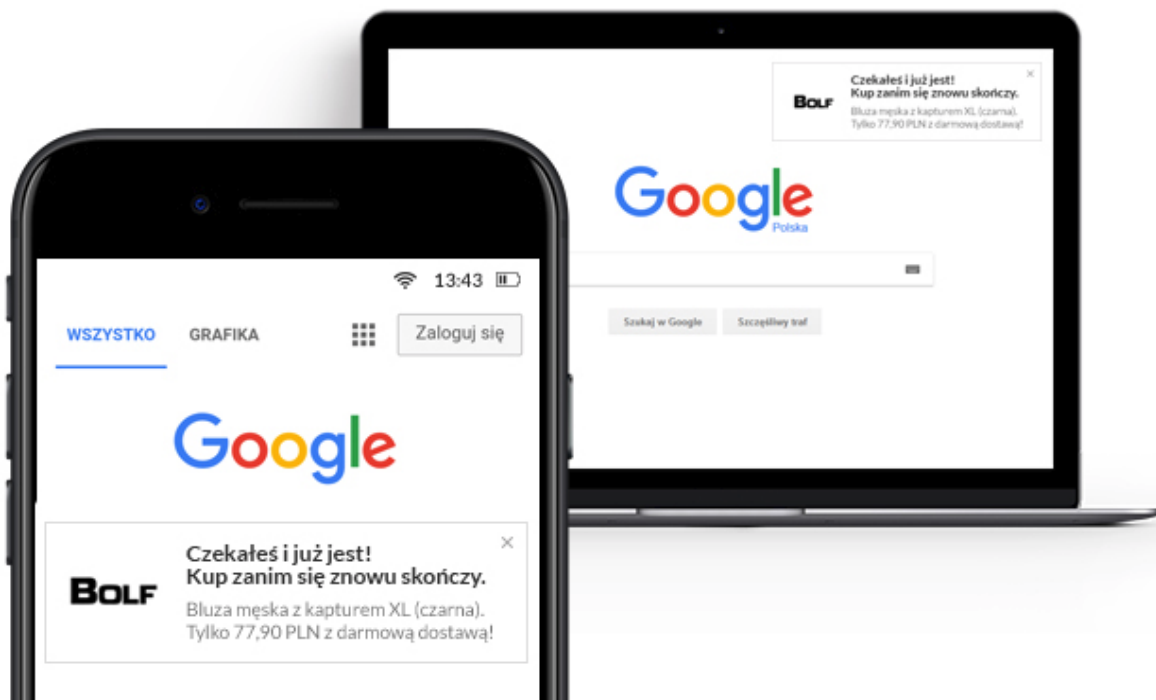 Czekałeś i już jest!
Kup zanim się znowu skończy.
BOLF
Bluza męska z kapturem XL (czarna).
Tylko 77,90 PLN z darmową dostawą!
Google
Polska
Szukaj w Google
Szczęśliwy traf
13:43
WSZYSTKO
GRAFIKA
Zaloguj się
Google
Czekałeś i już jest!
Kup zanim się znowu skończy.
BOLF
Bluza męska z kapturem XL (czarna).
Tylko 77,90 PLN z darmową dostawą!